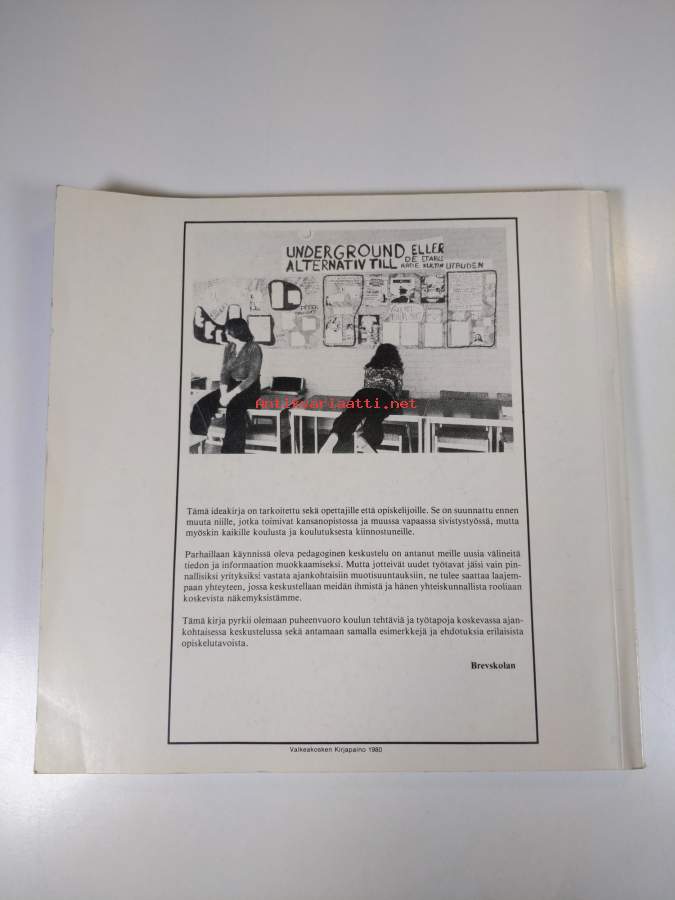 UNDERGROUND ELLER
ALTERNATIV TILL DE ETABLE
RADE KULTUR UTBUDEN
Antikvariaatti.net
Tämä ideakirja on tarkoitettu sekä opettajille että opiskelijoille. Se on suunnattu ennen
muuta niille, jotka toimivat kansanopistossa ja muussa vapaassa sivistystyössä, mutta
myöskin kaikille koulusta ja koulutuksesta kiinnostuneille.
Parhaillaan käynnissä oleva pedagoginen keskustelu on antanut meille uusia välineitä
tiedon ja informaation muokkaamiseksi. Mutta jotteivät uudet työtavat jäisi vain pin-
nallisiksi yrityksiksi vastata ajankohtaisiin muotisuuntauksiin, ne tulee saattaa laajem-
paan yhteyteen, jossa keskustellaan meidän ihmistä ja hänen yhteiskunnallista rooliaan
koskevista näkemyksistämme.
Tämä kirja pyrkii olemaan puheenvuoro koulun tehtäviä ja työtapoja koskevassa ajan-
kohtaisessa keskustelussa sekä antamaan samalla esimerkkejä ja ehdotuksia erilaisista
opiskelutavoista.
Brevskolan
Valkeakosken Kirjapaino 1980